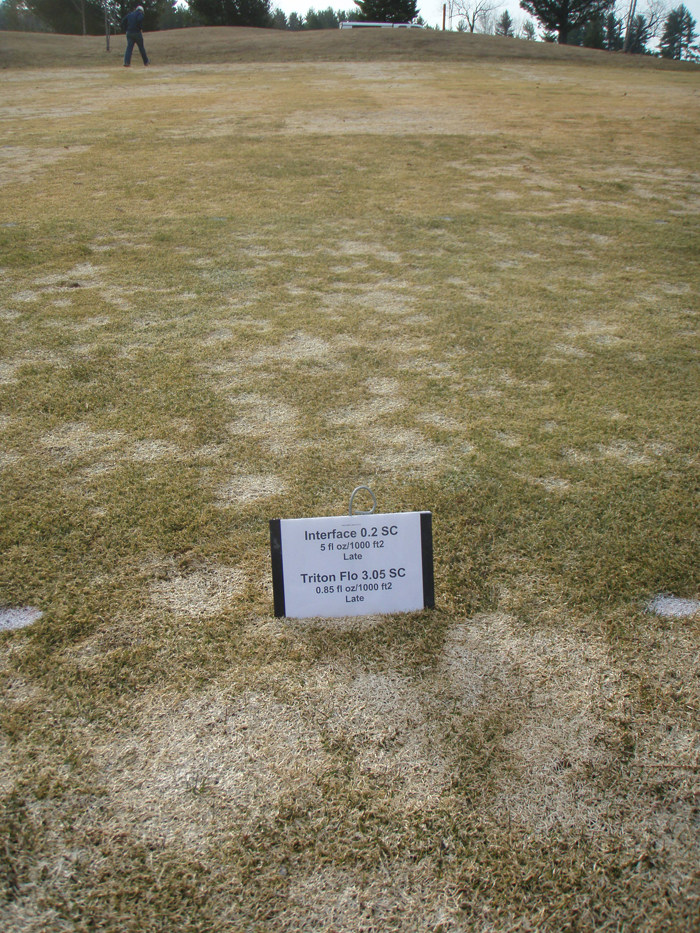 Interface 0.2 SC
5 fl oz/1000 ft2
Late
Triton Flo 3.05 SC
0.85 fl oz/1000 ft2
Late